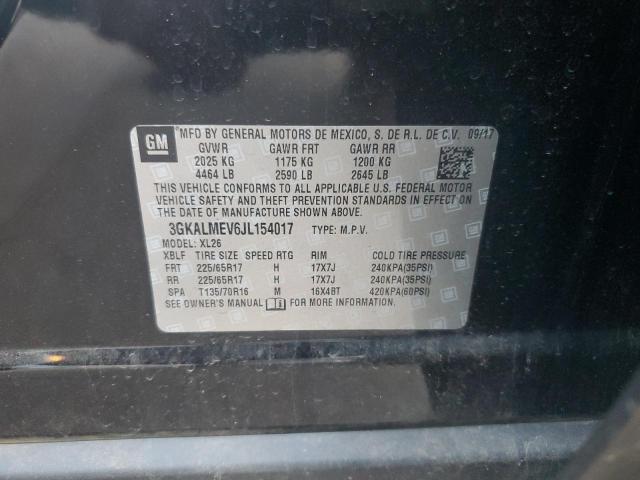 GM
MFD BY GENERAL MOTORS DE MEXICO, S. DE R.L. DE C.V. 09/17
GVWR GAWR FRT GAWR RR
2025 KG 1175 KG 1200 KG
4464 LB 2590 LB 2645 LB
THIS VEHICLE CONFORMS TO ALL APPLICABLE U.S. FEDERAL MOTOR
VEHICLE SAFETY AND THEFT PREVENTION STANDARDS IN EFFECT ON
THE DATE OF MANUFACTURE SHOWN ABOVE.
3GKALMEV6JL154017 TYPE: M.P.V.
MODEL: XL26
XBLF TIRE SIZE SPEED RTG RIM COLD TIRE PRESSURE
FRT 225/65R17 H 17X7J 240KPA(35PSI)
RR 225/65R17 H 17X7J 240KPA(35PSI)
SPA T135/70R16 M 16X4BT 420KPA(60PSI)
SEE OWNER'S MANUAL FOR MORE INFORMATION.